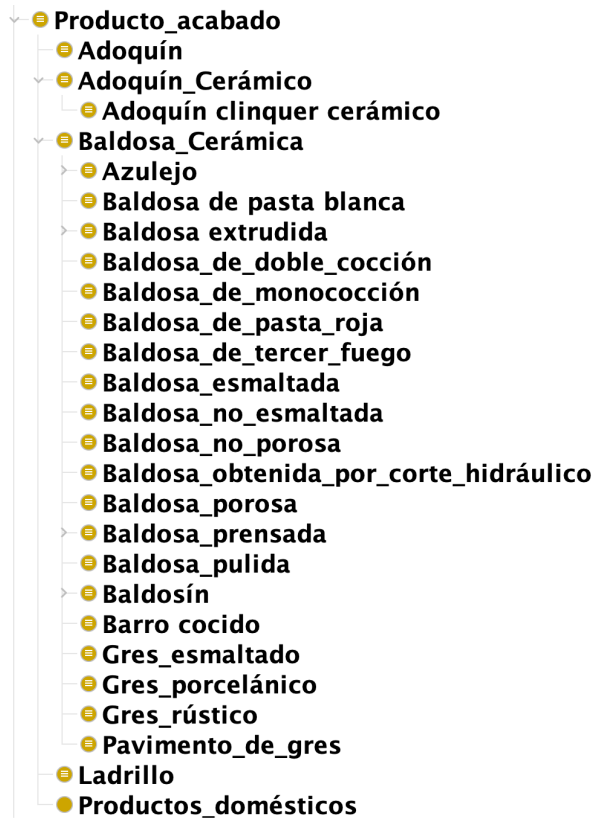 Producto_acabado
Adoquín
Adoquín_Cerámico
Adoquín clinquer cerámico
Baldosa_Cerámica
Azulejo
Baldosa de pasta blanca
Baldosa extrudida
Baldosa_de_doble_cocción
Baldosa_de_monococción
Baldosa_de_pasta_roja
Baldosa_de_tercer_fuego
Baldosa_esmaltada
Baldosa_no_esmaltada
Baldosa_no_porosa
Baldosa_obtenida_por_corte_hidráulico
Baldosa_porosa
Baldosa_prensada
Baldosa_pulida
Baldosín
Barro cocido
Gres_esmaltado
Gres_porcelánico
Gres_rústico
Pavimento_de_gres
Ladrillo
Productos_domésticos